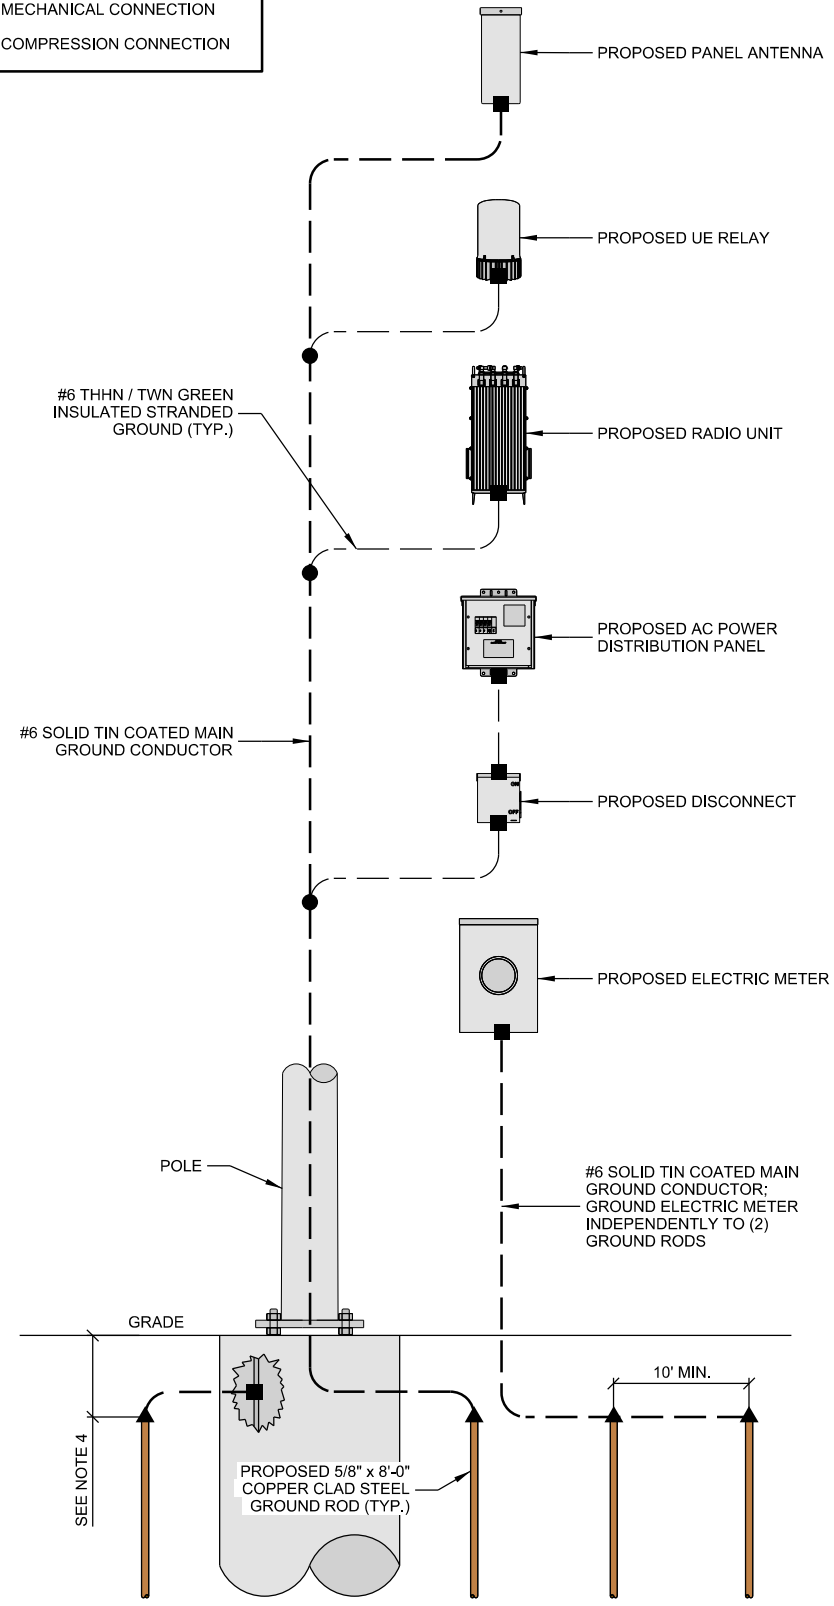 MECHANICAL CONNECTION
COMPRESSION CONNECTION
PROPOSED PANEL ANTENNA
PROPOSED UE RELAY
#6 THHN / TWN GREEN
INSULATED STRANDED
GROUND (TYP.)
PROPOSED RADIO UNIT
PROPOSED AC POWER
DISTRIBUTION PANEL
#6 SOLID TIN COATED MAIN
GROUND CONDUCTOR
ON
PROPOSED DISCONNECT
OFF
PROPOSED ELECTRIC METER
POLE
#6 SOLID TIN COATED MAIN
GROUND CONDUCTOR;
GROUND ELECTRIC METER
INDEPENDENTLY TO (2)
GROUND RODS
GRADE
10' MIN.
SEE NOTE 4
PROPOSED 5/8" x 8'-0"
COPPER CLAD STEEL
GROUND ROD (TYP.)